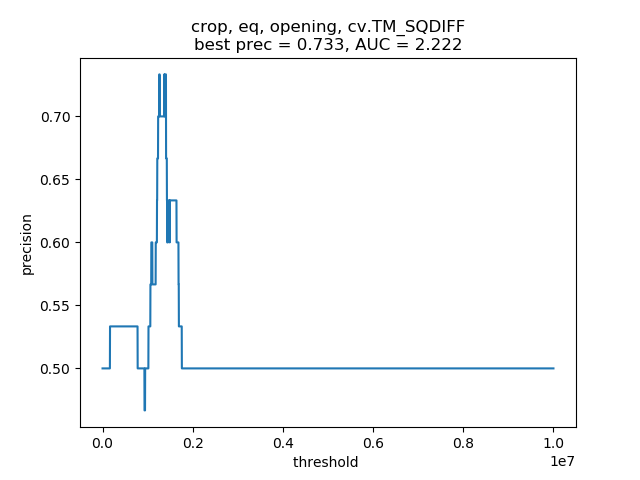 crop, eq, opening, cv.TM_SQDIFF
best prec = 0.733, AUC = 2.222
precision
0.70
0.65
0.60
0.55
0.50
0.0 0.2 0.4 0.6 0.8 1.0
1e7
threshold